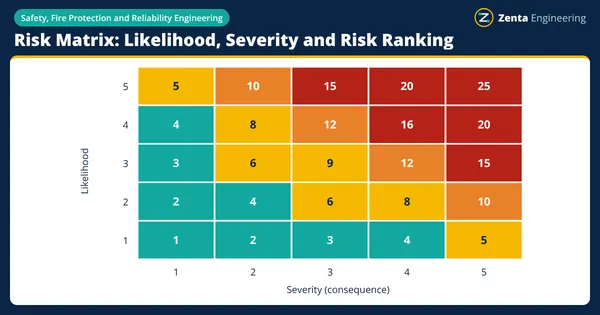 Safety, Fire Protection and Reliability Engineering
Zenta Engineering
Risk Matrix: Likelihood, Severity and Risk Ranking
Likelihood
5 5 10 15 20 25
4 4 8 12 16 20
3 3 6 9 12 15
2 2 4 6 8 10
1 1 2 3 4 5
1 2 3 4 5
Severity (consequence)